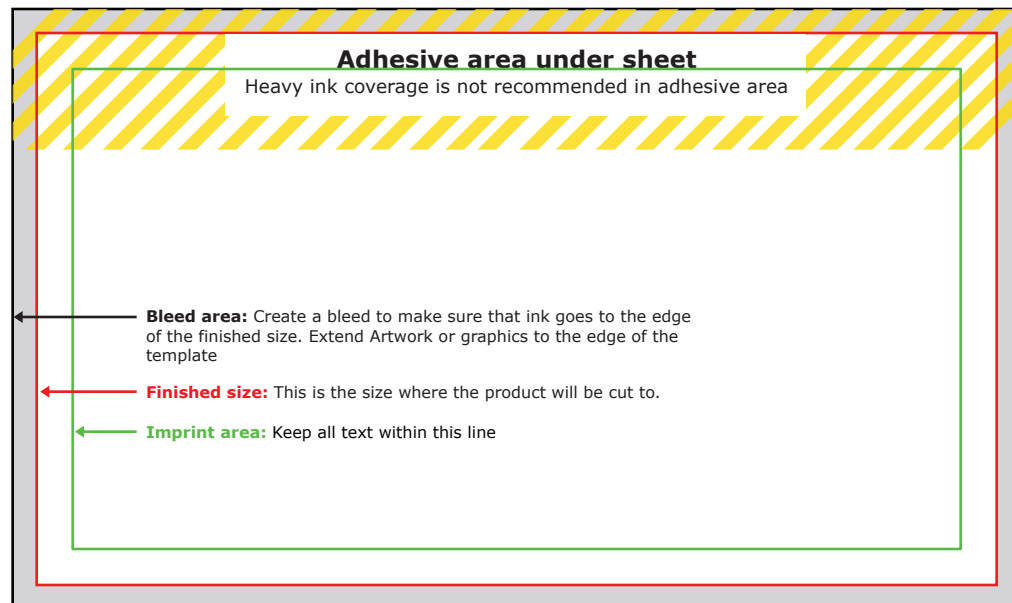 Adhesive area under sheet
Heavy ink coverage is not recommended in adhesive area
Bleed area: Create a bleed to make sure that ink goes to the edge
of the finished size. Extend Artwork or graphics to the edge of the
template
Finished size: This is the size where the product will be cut to.
Imprint area: Keep all text within this line